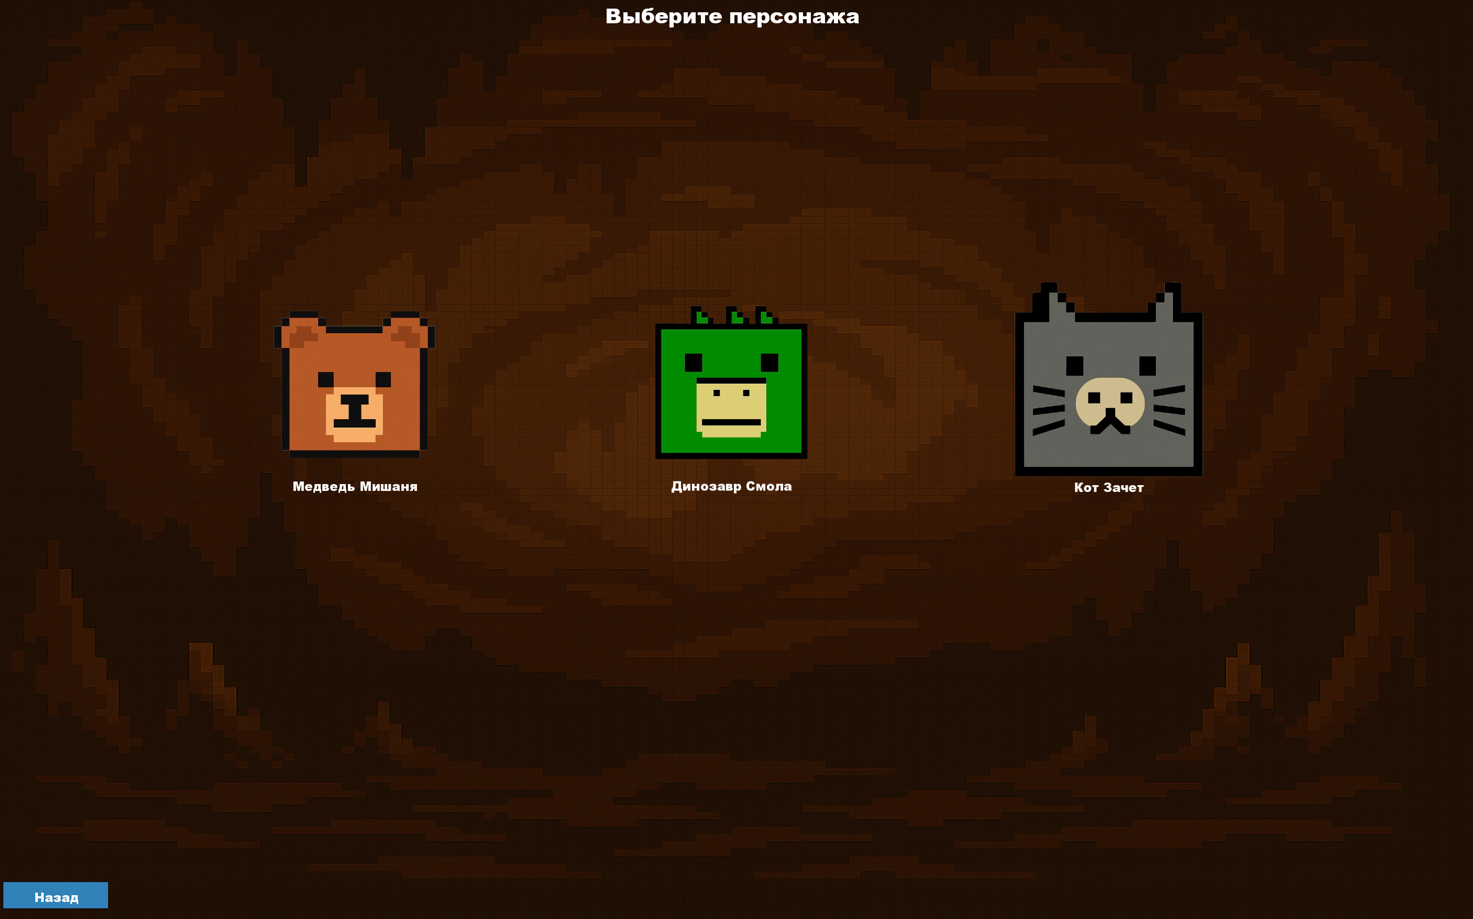 Выберите персонажа
Медведь Мишаня
Динозавр Смола
Кот Зачет
Назад